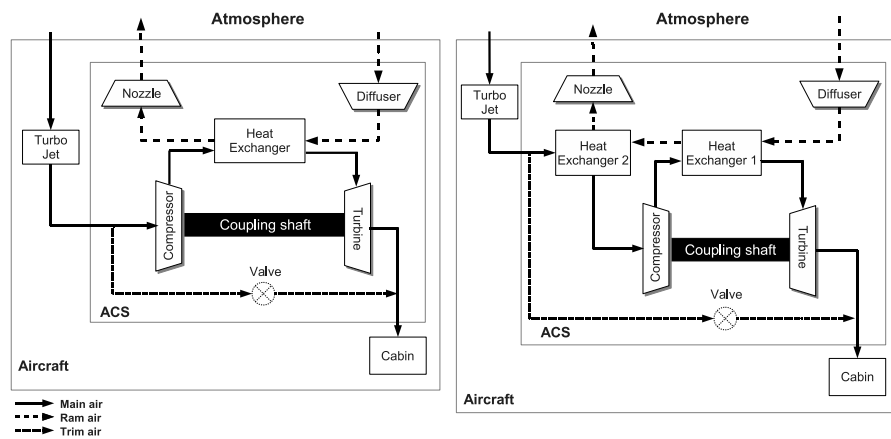 Atmosphere
Nozzle
Diffuser
Turbo
Jet
Heat
Exchanger
Compressor
Coupling shaft
Turbine
Valve
ACS
Cabin
Aircraft
Main air
Ram air
Trim air
Atmosphere
Turbo
Jet
Nozzle
Diffuser
Heat
Exchanger 2
Heat
Exchanger 1
Compressor
Coupling shaft
Turbine
Valve
ACS
Cabin
Aircraft